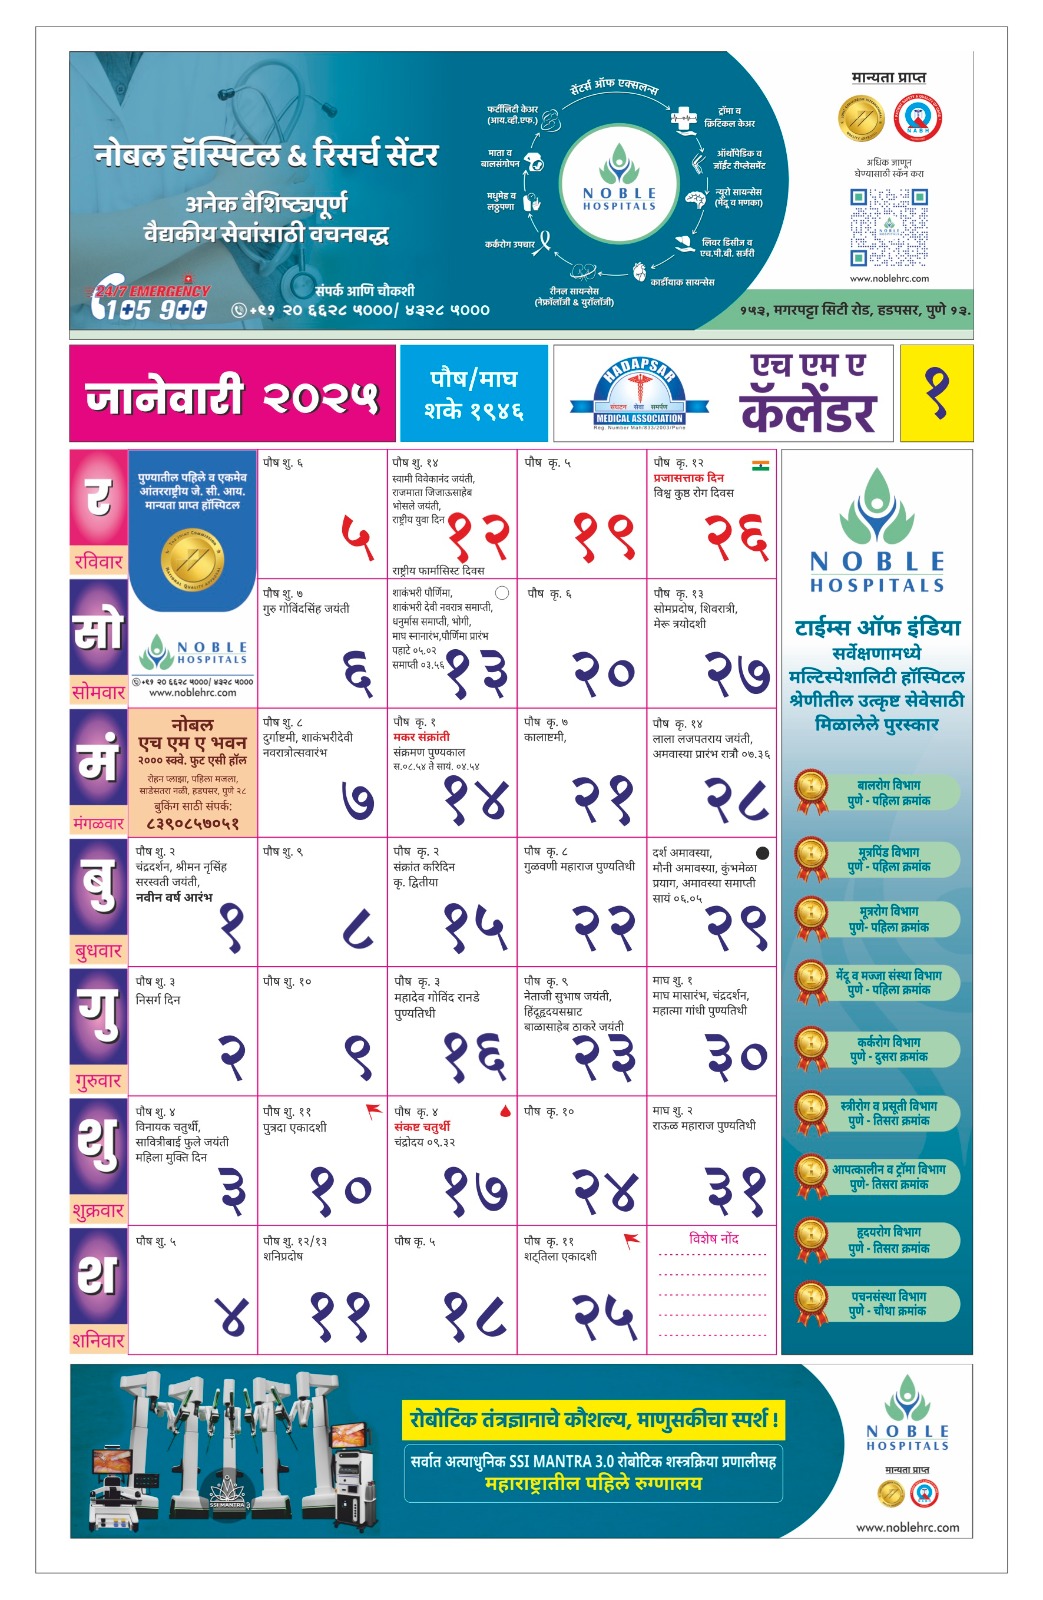 नोबल हॉस्पिटल & रिसर्च सेंटर
अनेक वैशिष्ट्यपूर्ण
वैद्यकीय सेवांसाठी वचनबद्ध
24/7 EMERGENCY
105 900
संपर्क आणि चौकशी
+९१ २० ६६२८ ५०००/ ४३२८ ५०००
सेंटर्स ऑफ एक्सलन्स
फर्टीलिटी केअर
(आय.व्ही.एफ.)
माता व
बालसंगोपन
मधुमेह व
लठ्ठपणा
कर्करोग उपचार
रीनल सायन्सेस
(नेफ्रॉलॉजी & युरॉलॉजी)
कार्डीयाक सायन्सेस
लिवर डिसीज व
एच.पी.बी. सर्जरी
न्यूरो सायन्सेस
(मेंदू व मणका)
ऑर्थोपेडिक व
जॉईंट रीप्लेसमेंट
ट्रॉमा व
क्रिटिकल केअर
NOBLE
HOSPITALS
मान्यता प्राप्त
NABH
अधिक जाणून
घेण्यासाठी स्कॅन करा
www.noblehrc.com
१५३, मगरपट्टा सिटी रोड, हडपसर, पुणे १३.
जानेवारी २०२५
पौष/माघ
शके १९४६
HADAPSAR
संघटन सेवा समर्पण
MEDICAL ASSOCIATION
Reg. Number Mah/833/2003/Pune
एच एम ए
कॅलेंडर
१
र
रविवार
पुण्यातील पहिले व एकमेव
आंतरराष्ट्रीय जे. सी. आय.
मान्यता प्राप्त हॉस्पिटल
NOBLE
HOSPITALS
+९१ २० ६६२८ ५०००/ ४३२८ ५०००
www.noblehrc.com
पौष शु. ६
५
पौष शु. १४
स्वामी विवेकानंद जयंती,
राजमाता जिजाऊसाहेब
भोसले जयंती,
राष्ट्रीय युवा दिन
१२
राष्ट्रीय फार्मासिस्ट दिवस
पौष कृ. ५
१९
पौष कृ. १२
प्रजासत्ताक दिन
विश्व कुष्ठ रोग दिवस
२६
सो
सोमवार
पौष शु. ७
गुरु गोविंदसिंह जयंती
६
शाकंभरी पौर्णिमा,
शाकंभरी देवी नवरात्र समाप्ती,
धनुर्मास समाप्ती, भोगी,
माघ स्नानारंभ,पौर्णिमा प्रारंभ
पहाटे ०५.०२
समाप्ती ०३.५६
१३
पौष कृ. ६
२०
पौष कृ. १३
सोमप्रदोष, शिवरात्री,
मेरू त्रयोदशी
२७
मं
मंगळवार
नोबल
एच एम ए भवन
२००० स्क्वे. फुट एसी हॉल
रोहन प्लाझा, पहिला मजला,
साडेसतरा नळी, हडपसर, पुणे २८
बुकिंग साठी संपर्क:
८३९०८५७०५१
पौष शु. ८
दुर्गाष्टमी, शाकंभरीदेवी
नवरात्रोत्सवारंभ
७
पौष कृ. १
मकर संक्रांती
संक्रमण पुण्यकाल
स.०८.५४ ते सायं. ०४.५४
१४
पौष कृ. ७
कालाष्टमी,
२१
पौष कृ. १४
लाला लजपतराय जयंती,
अमवास्या प्रारंभ रात्रौ ०७.३६
२८
बु
बुधवार
पौष शु. २
चंद्रदर्शन, श्रीमन नृसिंह
सरस्वती जयंती,
नवीन वर्ष आरंभ
१
पौष शु. ९
८
पौष कृ. २
संक्रांत करिदिन
कृ. द्वितीया
१५
पौष कृ. ८
गुळवणी महाराज पुण्यतिथी
२२
दर्श अमावास्या,
मौनी अमावस्या, कुंभमेळा
प्रयाग, अमावास्या समाप्ती
सायं ०६.०५
२९
गु
गुरुवार
पौष शु. ३
निसर्ग दिन
२
पौष शु. १०
९
पौष कृ. ३
महादेव गोविंद रानडे
पुण्यतिथी
१६
पौष कृ. ९
नेताजी सुभाष जयंती,
हिंदूहृदयसम्राट
बाळासाहेब ठाकरे जयंती
२३
माघ शु. १
माघ मासारंभ, चंद्रदर्शन,
महात्मा गांधी पुण्यतिथी
३०
शु
शुक्रवार
पौष शु. ४
विनायक चतुर्थी,
सावित्रीबाई फुले जयंती
महिला मुक्ति दिन
३
पौष शु. ११
पुत्रदा एकादशी
१०
पौष कृ. ४
संकष्ट चतुर्थी
चंद्रोदय ०९.३२
१७
पौष कृ. १०
२४
माघ शु. २
राऊळ महाराज पुण्यतिथी
३१
श
शनिवार
पौष शु. ५
४
पौष शु. १२/१३
शनिप्रदोष
११
पौष कृ. ५
१८
पौष कृ. ११
शट्तिला एकादशी
२५
विशेष नोंद
NOBLE
HOSPITALS
टाईम्स ऑफ इंडिया
सर्वेक्षणामध्ये
मल्टिस्पेशालिटी हॉस्पिटल
श्रेणीतील उत्कृष्ट सेवेसाठी
मिळालेले पुरस्कार
बालरोग विभाग
पुणे - पहिला क्रमांक
मूत्रपिंड विभाग
पुणे - पहिला क्रमांक
मूत्ररोग विभाग
पुणे- पहिला क्रमांक
मेंदू व मज्जा संस्था विभाग
पुणे - पहिला क्रमांक
कर्करोग विभाग
पुणे - दुसरा क्रमांक
स्त्रीरोग व प्रसूती विभाग
पुणे - तिसरा क्रमांक
आपत्कालीन व ट्रॉमा विभाग
पुणे- तिसरा क्रमांक
हृदयरोग विभाग
पुणे - तिसरा क्रमांक
पचनसंस्था विभाग
पुणे - चौथा क्रमांक
SSI MANTRA 3
रोबोटिक तंत्रज्ञानाचे कौशल्य, माणुसकीचा स्पर्श !
सर्वात अत्याधुनिक SSI MANTRA 3.0 रोबोटिक शस्त्रक्रिया प्रणालीसह
महाराष्ट्रातील पहिले रुग्णालय
NOBLE
HOSPITALS
मान्यता प्राप्त
www.noblehrc.com